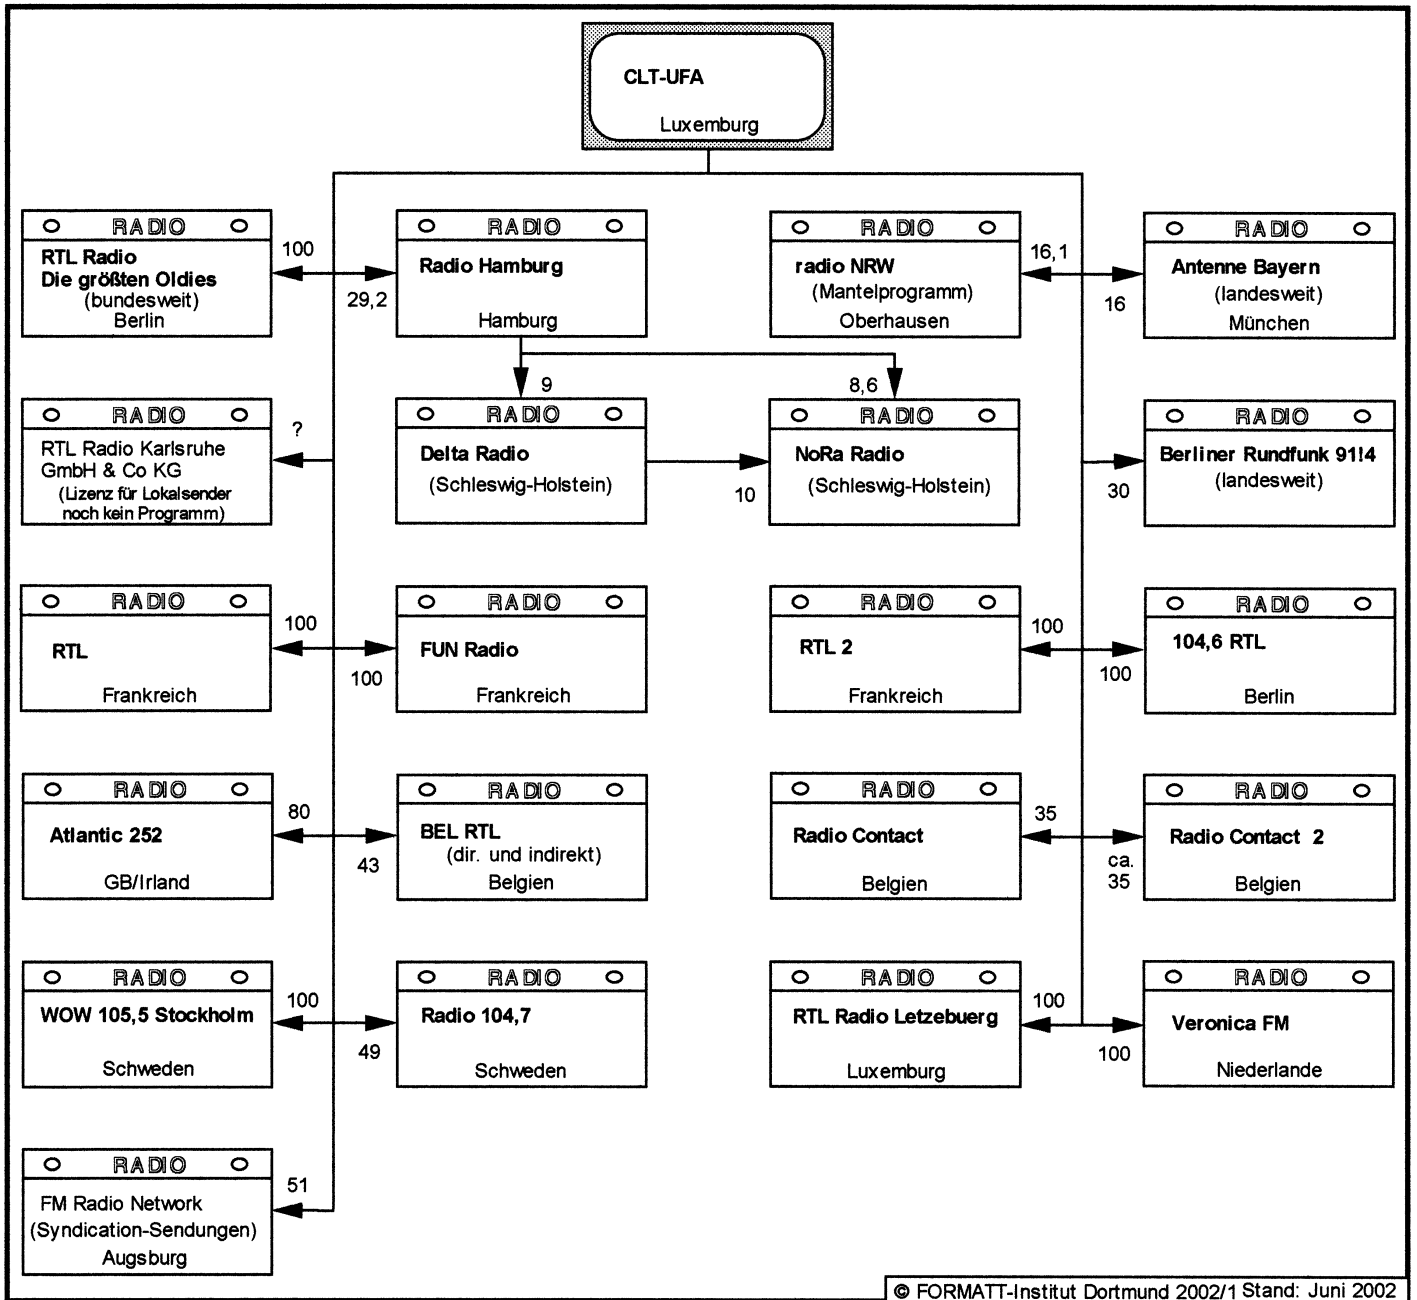 CLT-UFA
Luxemburg
RADIO
RTL Radio
Die größten Oldies
(bundesweit)
Berlin
100
29,2
RADIO
Radio Hamburg
Hamburg
RADIO
radio NRW
(Mantelprogramm)
Oberhausen
16,1
16
RADIO
Antenne Bayern
(landesweit)
München
9
8,6
RADIO
RTL Radio Karlsruhe
GmbH & Co KG
(Lizenz für Lokalsender
noch kein Programm)
?
RADIO
Delta Radio
(Schleswig-Holstein)
10
RADIO
NoRa Radio
(Schleswig-Holstein)
30
RADIO
Berliner Rundfunk 91!4
(landesweit)
RADIO
RTL
Frankreich
100
100
RADIO
FUN Radio
Frankreich
RADIO
RTL 2
Frankreich
100
100
RADIO
104,6 RTL
Berlin
RADIO
Atlantic 252
GB/Irland
80
43
RADIO
BEL RTL
(dir. und indirekt)
Belgien
RADIO
Radio Contact
Belgien
35
ca.
35
RADIO
Radio Contact 2
Belgien
RADIO
WOW 105,5 Stockholm
Schweden
100
49
RADIO
Radio 104,7
Schweden
RADIO
RTL Radio Letzebuerg
Luxemburg
100
100
RADIO
Veronica FM
Niederlande
RADIO
FM Radio Network
(Syndication-Sendungen)
Augsburg
51
© FORMATT-Institut Dortmund 2002/1 Stand: Juni 2002